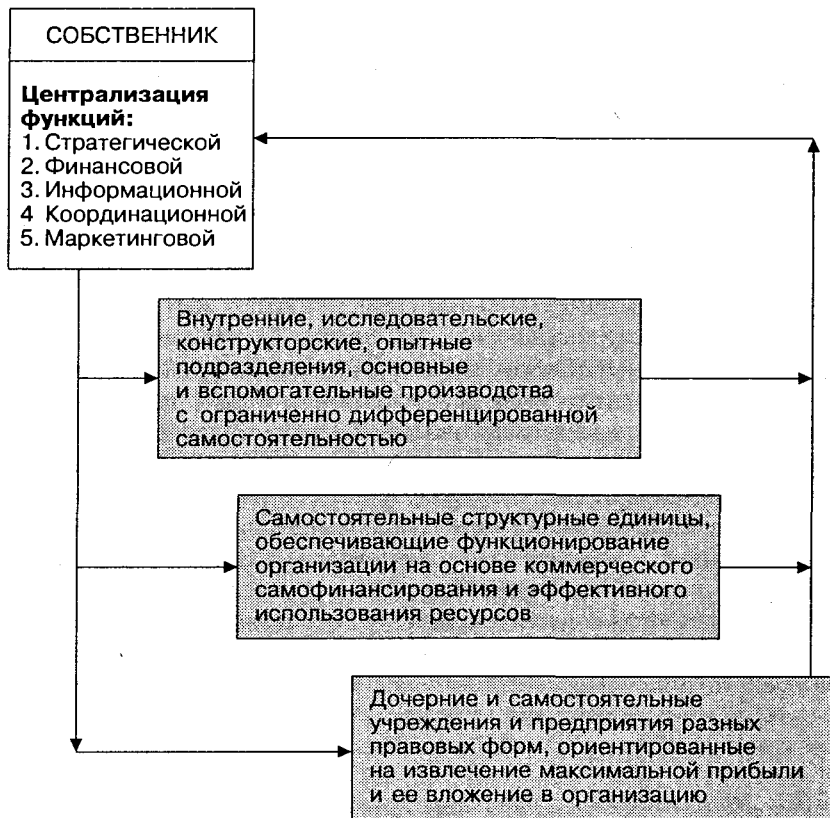 СОБСТВЕННИК
Централизация
функций:
1. Стратегической
2. Финансовой
3. Информационной
4 Координационной
5. Маркетинговой
Внутренние, исследовательские,
конструкторские, опытные
подразделения, основные
и вспомогательные производства
с ограниченно дифференцированной
самостоятельностью
Самостоятельные структурные единицы,
обеспечивающие функционирование
организации на основе коммерческого
самофинансирования и эффективного
использования ресурсов
Дочерние и самостоятельные
учреждения и предприятия разных
правовых форм, ориентированные
на извлечение максимальной прибыли
и ее вложение в организацию